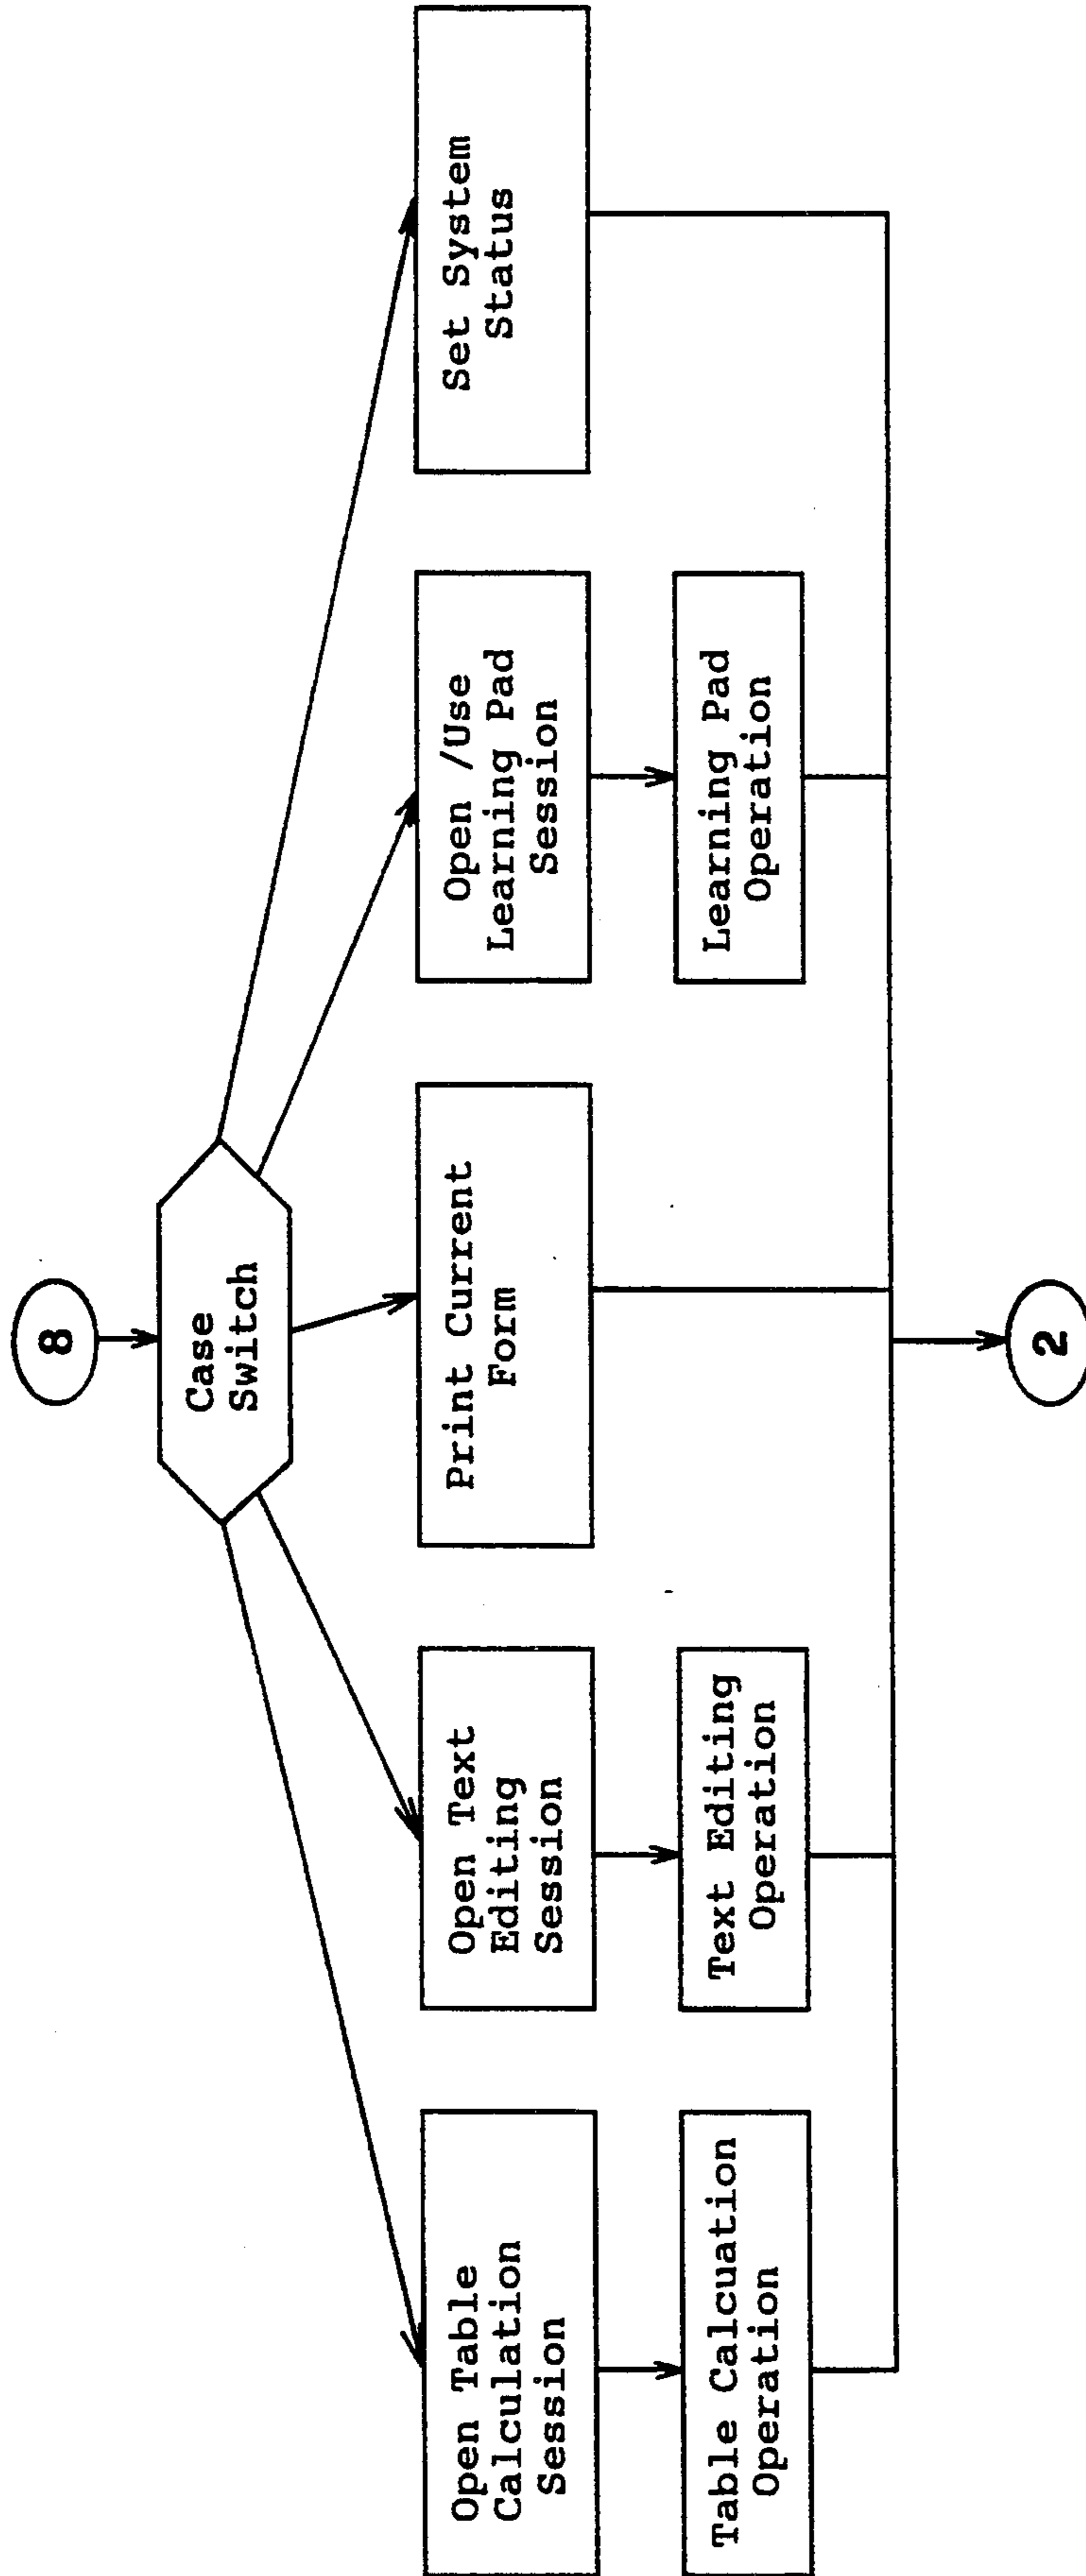 8
Case
Switch
Open Table
Calculation
Session
Open Text
Editing
Session
Print Current
Form
Open /Use
Learning Pad
Session
Set System
Status
Table Calcuation
Operation
Text Editing
Operation
Learning Pad
Operation
2